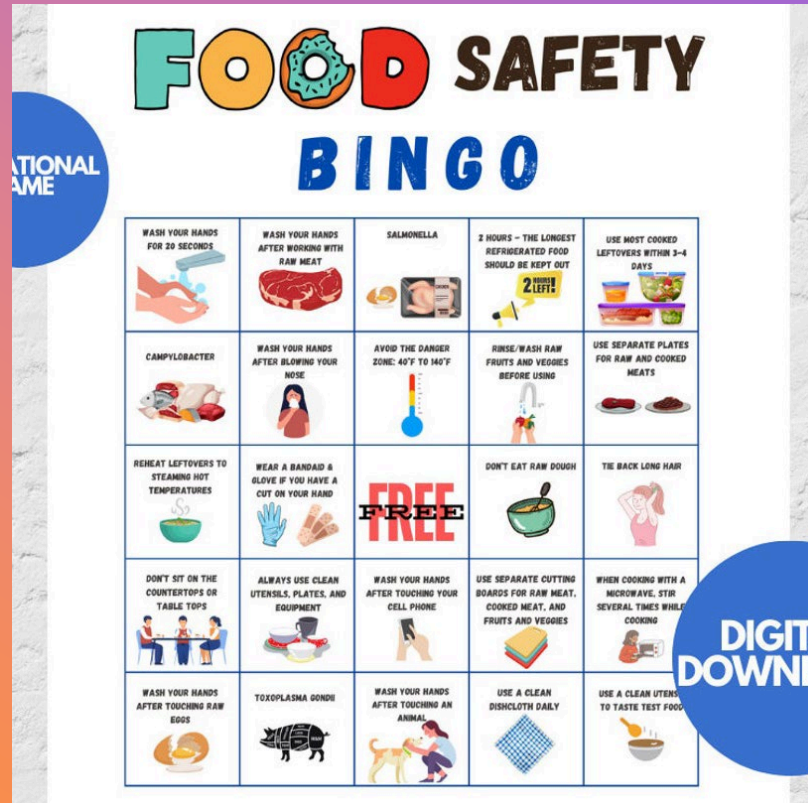 FOOD SAFETY
BINGO
ATIONAL
AME
WASH YOUR HANDS
FOR 20 SECONDS
WASH YOUR HANDS
AFTER WORKING WITH
RAW MEAT
SALMONELLA
CHICKEN
2 HOURS - THE LONGEST
REFRIGERATED FOOD
SHOULD BE KEPT OUT
2 HOURS
LEFT!
USE MOST COOKED
LEFTOVERS WITHIN 3-4
DAYS
CAMPYLOBACTER
WASH YOUR HANDS
AFTER BLOWING YOUR
NOSE
AVOID THE DANGER
ZONE: 40°F TO 140°F
RINSE/WASH RAW
FRUITS AND VEGGIES
BEFORE USING
USE SEPARATE PLATES
FOR RAW AND COOKED
MEATS
REHEAT LEFTOVERS TO
STEAMING HOT
TEMPERATURES
WEAR A BANDAID &
GLOVE IF YOU HAVE A
CUT ON YOUR HAND
FREE
FREE
DON'T EAT RAW DOUGH
TIE BACK LONG HAIR
DON'T SIT ON THE
COUNTERTOPS OR
TABLE TOPS
ALWAYS USE CLEAN
UTENSILS, PLATES, AND
EQUIPMENT
WASH YOUR HANDS
AFTER TOUCHING YOUR
CELL PHONE
USE SEPARATE CUTTING
BOARDS FOR RAW MEAT,
COOKED MEAT, AND
FRUITS AND VEGGIES
WHEN COOKING WITH A
MICROWAVE, STIR
SEVERAL TIMES WHILE
COOKING
DIGIT
DOWNL
WASH YOUR HANDS
AFTER TOUCHING RAW
EGGS
TOXOPLASMA GONDII
WASH YOUR HANDS
AFTER TOUCHING AN
ANIMAL
USE A CLEAN
DISHCLOTH DAILY
USE A CLEAN UTENS
TO TASTE TEST FOOD